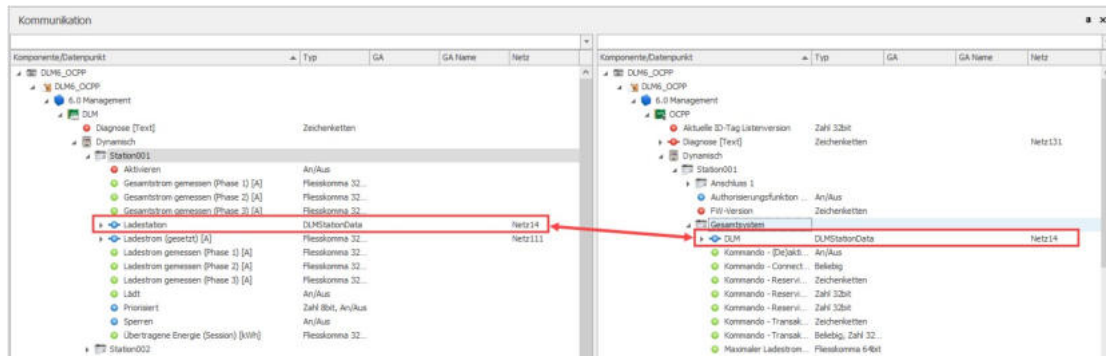 Kommunikation
Komponente/Datenpunkt Typ GA GA Name Netz
DLM6_OCPP
DLM6_OCPP
6.0 Management
DLM
Diagnose [Text] Zeichenketten
Dynamisch
Station001
Aktivieren An/Aus
Gesamtstrom gemessen (Phase 1) [A] Fliesskomma 32...
Gesamtstrom gemessen (Phase 2) [A] Fliesskomma 32...
Gesamtstrom gemessen (Phase 3) [A] Fliesskomma 32...
Ladestation DLMStationData Netz14
Ladestrom (gesetzt) [A] Fliesskomma 32... Netz111
Ladestrom gemessen (Phase 1) [A] Fliesskomma 32...
Ladestrom gemessen (Phase 2) [A] Fliesskomma 32...
Ladestrom gemessen (Phase 3) [A] Fliesskomma 32...
Lädt An/Aus
Priorisiert Zahl 8bit, An/Aus
Sperren An/Aus
Übertragene Energie (Session) [kWh] Fliesskomma 32...
Station002
Komponente/Datenpunkt Typ GA GA Name Netz
DLM6_OCPP
DLM6_OCPP
6.0 Management
OCPP
Aktuelle ID-Tag Listenversion Zahl 32bit
Diagnose [Text] Zeichenketten Netz131
Dynamisch
Station001
Anschluss 1
Authorisierungsfunktion ... An/Aus
FW-Version Zeichenketten
Gesamtsystem
DLM DLMStationData Netz14
Kommando - (De)akti... An/Aus
Kommando - Connect... Beliebig
Kommando - Reservi... Zeichenketten
Kommando - Reservi... Zahl 32bit
Kommando - Reservi... Zahl 32bit
Kommando - Transak... Zeichenketten
Kommando - Transak... Beliebig, Zahl 32...
Maximaler Ladestrom... Fliesskomma 64bit